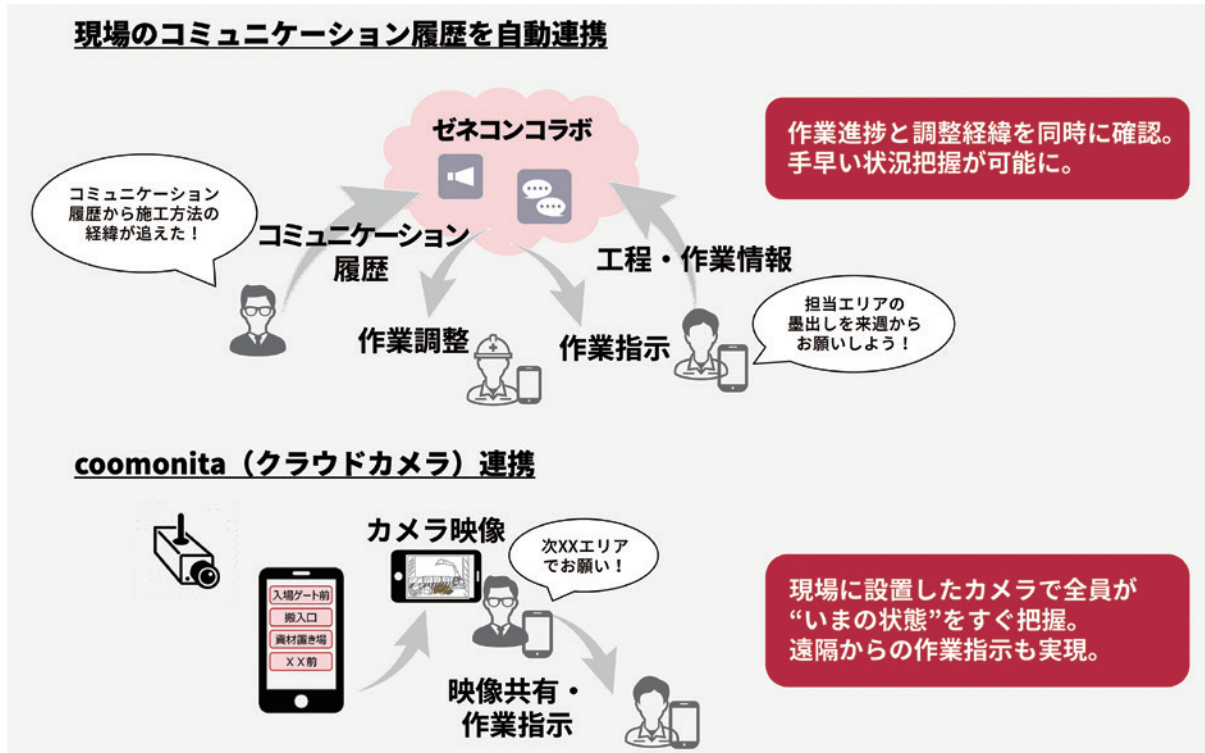 現場のコミュニケーション履歴を自動連携
ゼネコンコラボ
作業進捗と調整経緯を同時に確認。
手早い状況把握が可能に。
コミュニケーション
履歴から施工方法の
経緯が追えた！
コミュニケーション
履歴
工程・作業情報
作業調整
作業指示
担当エリアの
墨出しを来週から
お願いしよう！
coomonita（クラウドカメラ）連携
カメラ映像
次XXエリア
でお願い！
入場ゲート前
搬入口
資材置き場
ＸＸ前
映像共有・
作業指示
現場に設置したカメラで全員が
“いまの状態”をすぐ把握。
遠隔からの作業指示も実現。